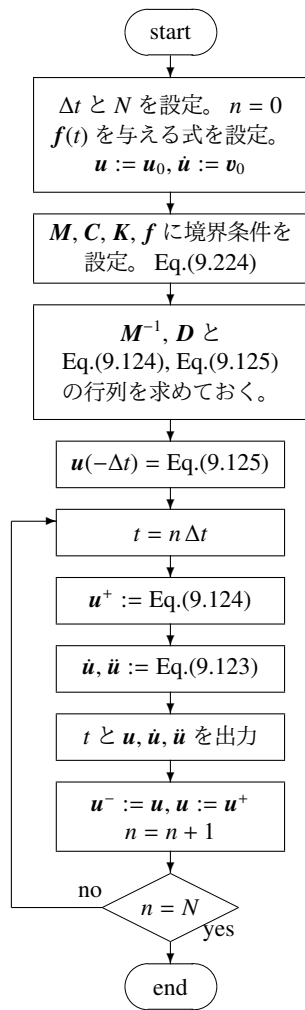 start
Δt と N を設定。 n = 0
f(t) を与える式を設定。
u := u₀, u̇ := v₀
M, C, K, f に境界条件を
設定。 Eq.(9.224)
M⁻¹, D と
Eq.(9.124), Eq.(9.125)
の行列を求めておく。
u(−Δt) = Eq.(9.125)
t = n Δt
u⁺ := Eq.(9.124)
u̇, ü := Eq.(9.123)
t と u, u̇, ü を出力
u⁻ := u, u := u⁺
n = n + 1
no
n = N
yes
end